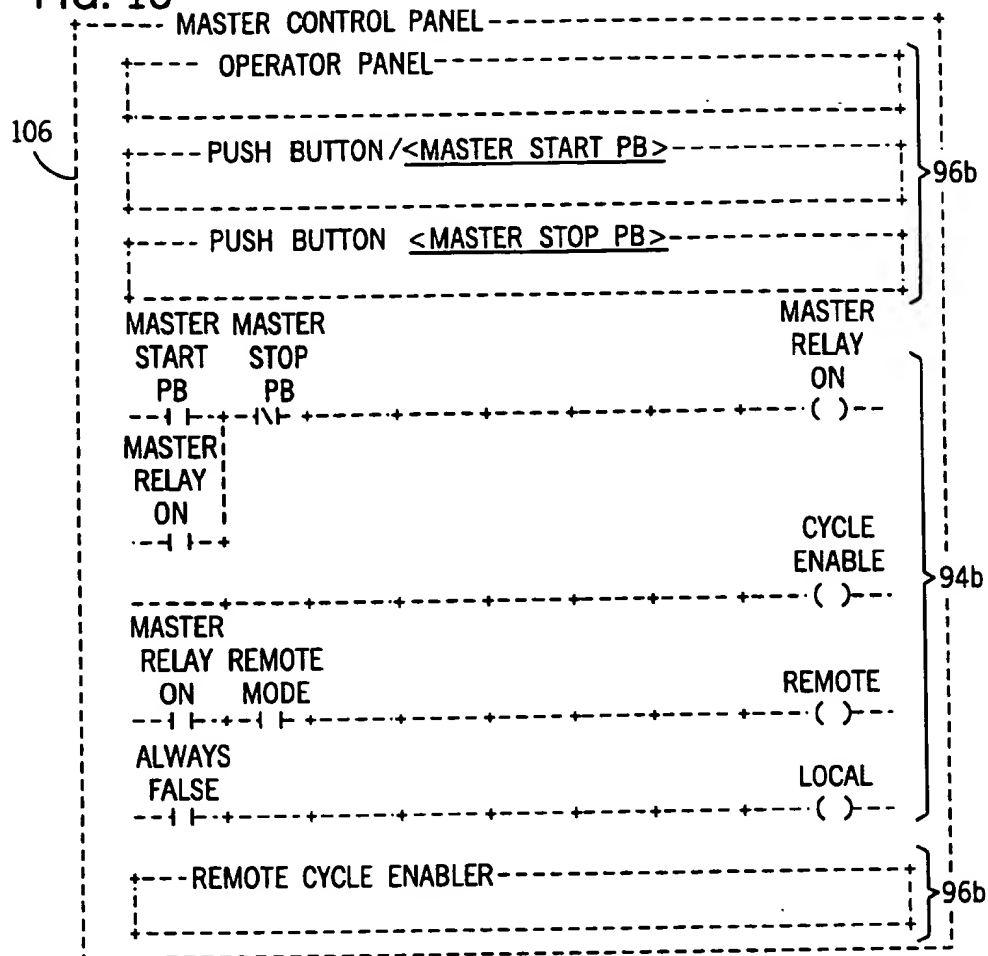 MASTER CONTROL PANEL
OPERATOR PANEL
106
PUSH BUTTON/<MASTER START PB>
96b
PUSH BUTTON <MASTER STOP PB>
MASTER MASTER
START STOP
PB PB
MASTER
RELAY
ON
( )
MASTER
RELAY
ON
CYCLE
ENABLE
( )
94b
MASTER
RELAY REMOTE
ON MODE
REMOTE
( )
ALWAYS
FALSE
LOCAL
( )
REMOTE CYCLE ENABLER
96b